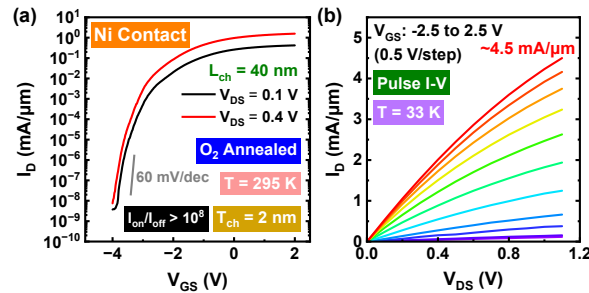 (a)
Ni Contact
L_ch = 40 nm
V_DS = 0.1 V
V_DS = 0.4 V
O₂ Annealed
60 mV/dec
T = 295 K
I_on/I_off > 10⁸
T_ch = 2 nm
10¹
10⁰
10⁻¹
10⁻²
10⁻³
10⁻⁴
10⁻⁵
10⁻⁶
10⁻⁷
10⁻⁸
10⁻⁹
10⁻¹⁰
I_D (mA/μm)
−4 −2 0 2
V_GS (V)
(b)
V_GS: -2.5 to 2.5 V
(0.5 V/step)
~4.5 mA/μm
Pulse I-V
T = 33 K
5
4
3
2
1
0
I_D (mA/μm)
0.0 0.4 0.8 1.2
V_DS (V)